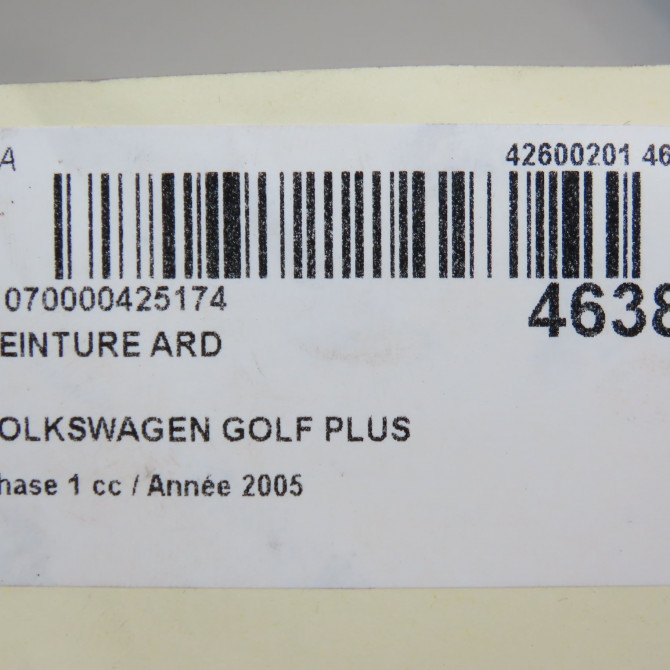 A 42600201 46
070000425174 4638
EINTURE ARD
OLKSWAGEN GOLF PLUS
hase 1 cc / Année 2005